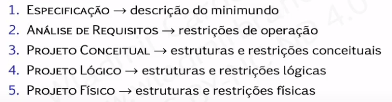 1. Especificação → descrição do minimundo
2. Análise de Requisitos → restrições de operação
3. Projeto Conceitual → estruturas e restrições conceituais
4. Projeto Lógico → estruturas e restrições lógicas
5. Projeto Físico → estruturas e restrições físicas